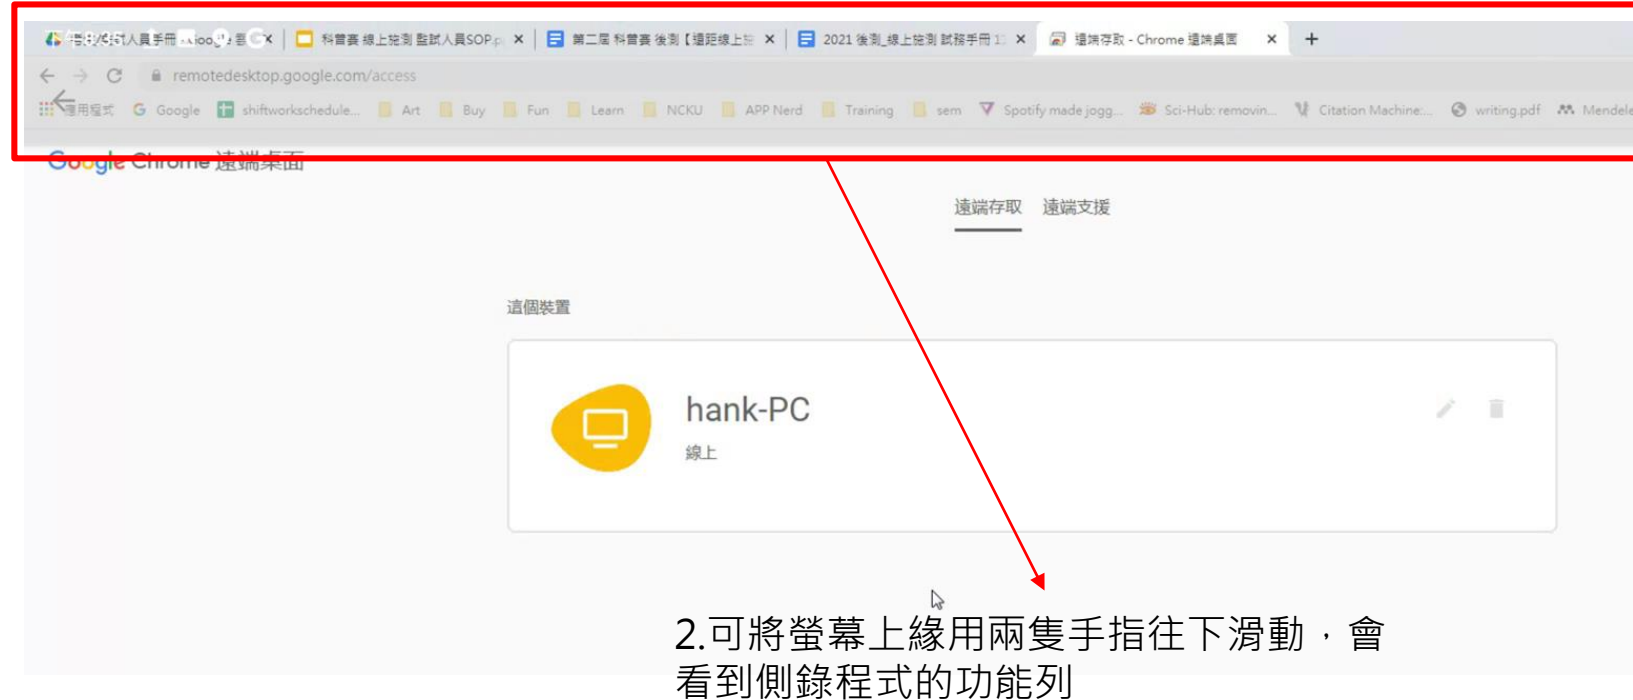 科普賽 線上施測 監試人員SOP.p
第二屆 科普賽 後測【遠距線上施
2021 後測_線上施測 試務手冊 1
遠端存取 - Chrome 遠端桌面
remotedesktop.google.com/access
應用程式 Google shiftworkschedule... Art Buy Fun Learn NCKU APP Nerd Training sem Spotify made jogg... Sci-Hub: removin... Citation Machine:... writing.pdf Mendele
Google Chrome 遠端桌面
遠端存取 遠端支援
這個裝置
hank-PC
線上
2.可將螢幕上緣用兩隻手指往下滑動，會
看到側錄程式的功能列